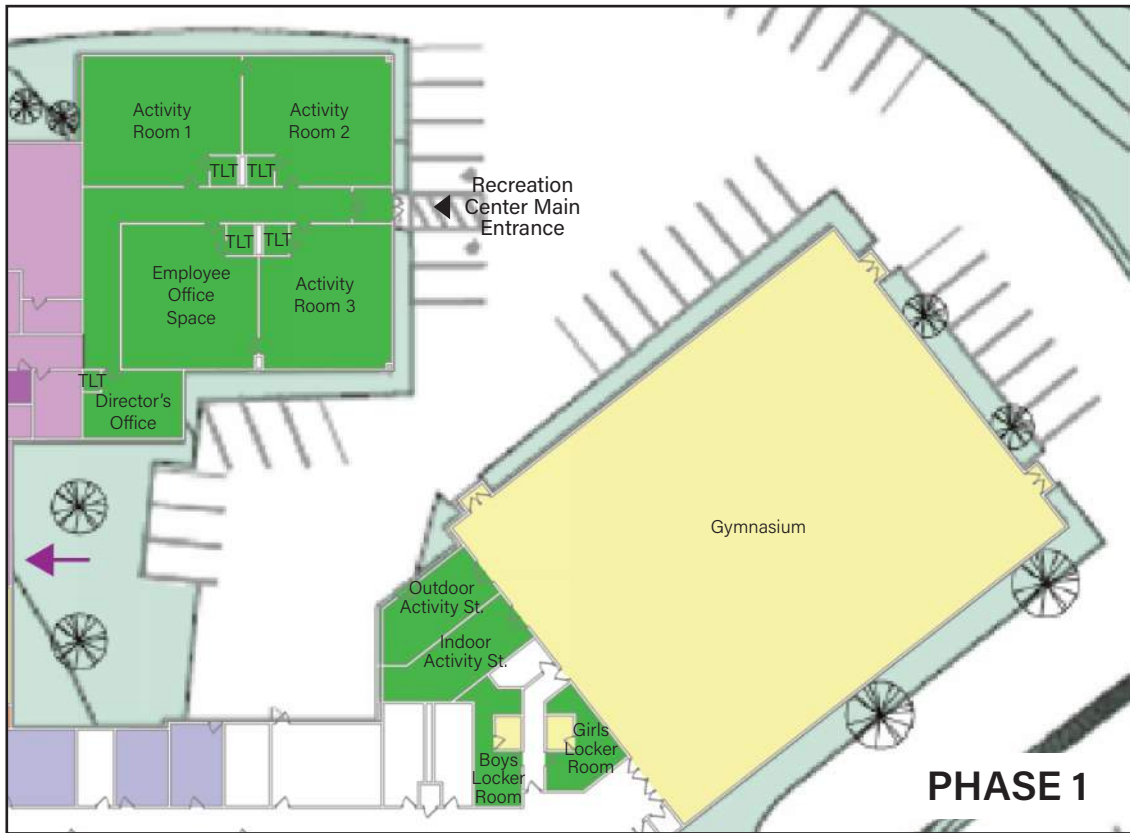 Activity
Room 1
Activity
Room 2
TLT
TLT
Recreation
Center Main
Entrance
TLT
TLT
Employee
Office
Space
Activity
Room 3
TLT
Director's
Office
Gymnasium
Outdoor
Activity St.
Indoor
Activity St.
Girls
Locker
Room
Boys
Locker
Room
PHASE 1